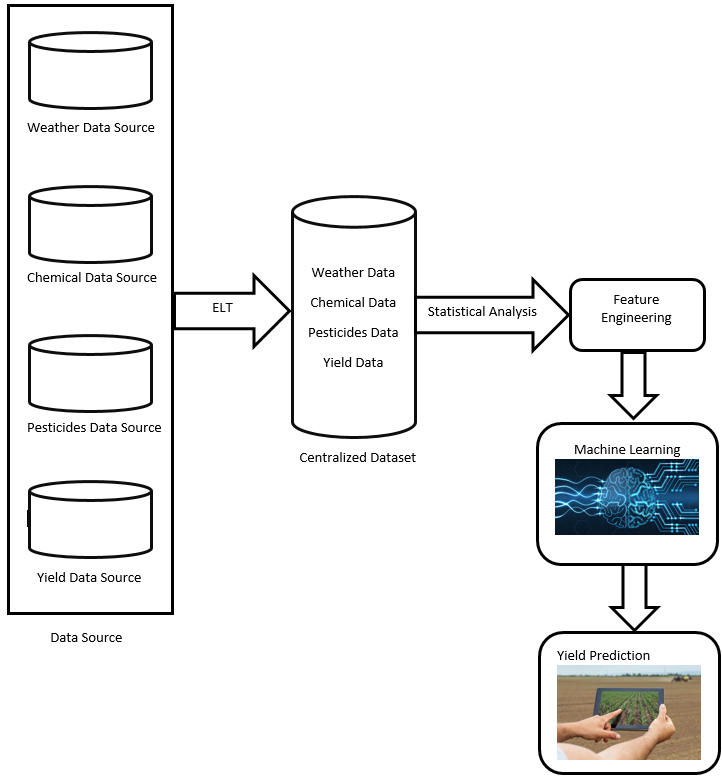 Weather Data Source
Chemical Data Source
Pesticides Data Source
Yield Data Source
Data Source
ELT
Weather Data
Chemical Data
Pesticides Data
Yield Data
Centralized Dataset
Statistical Analysis
Feature
Engineering
Machine Learning
Yield Prediction